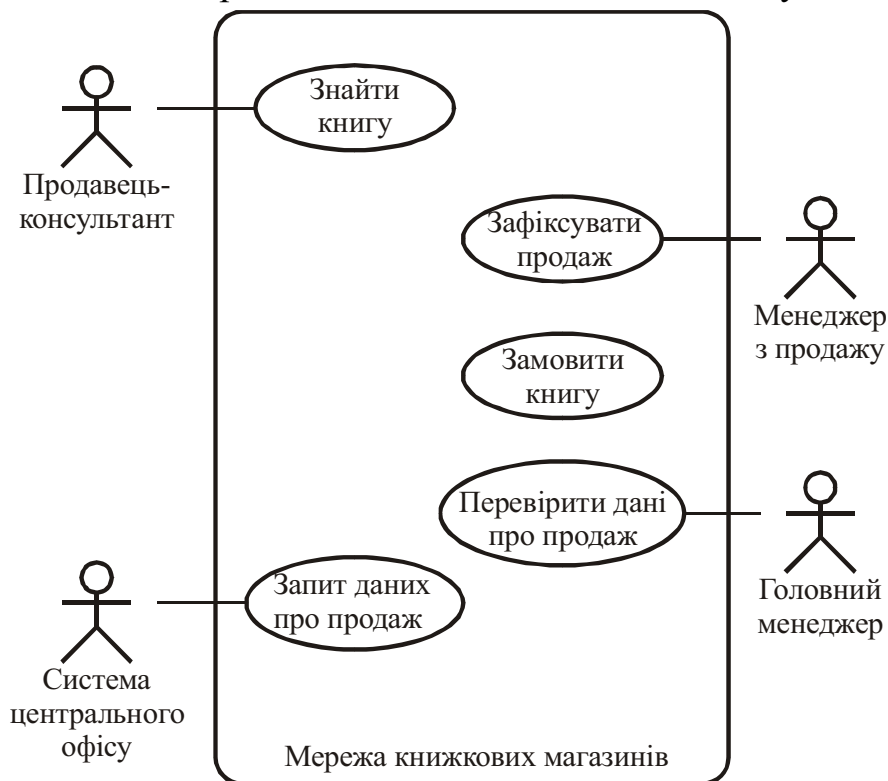 Знайти
книгу
Продавець-
консультант
Зафіксувати
продаж
Менеджер
з продажу
Замовити
книгу
Перевірити дані
про продаж
Головний
менеджер
Запит даних
про продаж
Система
центрального
офісу
Мережа книжкових магазинів